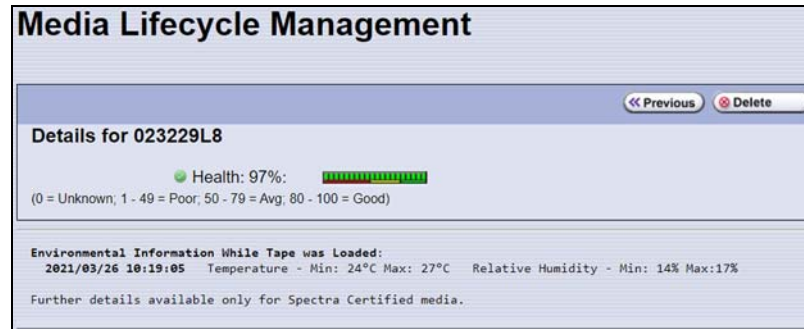 Media Lifecycle Management
Previous Delete
Details for 023229L8
Health: 97%:
(0 = Unknown; 1 - 49 = Poor; 50 - 79 = Avg; 80 - 100 = Good)
Environmental Information While Tape was Loaded:
2021/03/26 10:19:05 Temperature - Min: 24°C Max: 27°C Relative Humidity - Min: 14% Max:17%
Further details available only for Spectra Certified media.